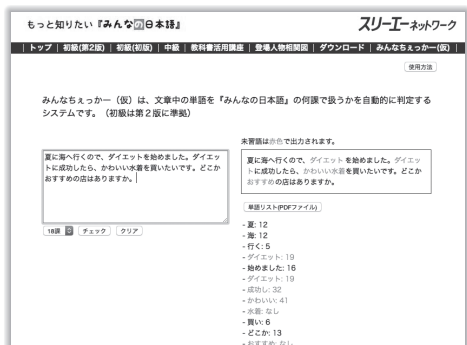 もっと知りたい『みんなの日本語』
スリーエーネットワーク
| トップ | 初級(第2版) | 初級(初版) | 中級 | 教科書活用講座 | 登場人物相関図 | ダウンロード | みんなちぇっかー(仮) |
使用方法
みんなちぇっかー（仮）は、文章中の単語を『みんなの日本語』の何課で扱うかを自動的に判定する
システムです。（初級は第２版に準拠）
夏に海へ行くので、ダイエットを始めました。ダイエッ
トに成功したら、かわいい水着を買いたいです。どこか
おすすめの店はありますか。
18課 チェック クリア
未習語は赤色で出力されます。
夏に海へ行くので、ダイエット を始めました。ダイエッ
トに成功したら、かわいい水着を買いたいです。どこか
おすすめの店はありますか。
単語リスト(PDFファイル)
- 夏: 12
- 海: 12
- 行く: 5
- ダイエット: 19
- 始めました: 16
- ダイエット: 19
- 成功し: 32
- かわいい: 41
- 水着: なし
- 買い: 6
- どこか: 13
- おすすめ: なし